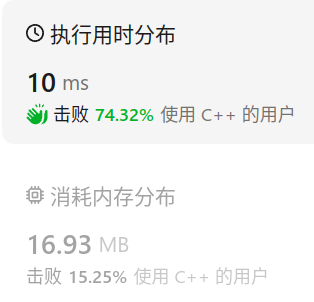 执行用时分布
10 ms
击败 74.32% 使用 C++ 的用户
消耗内存分布
16.93 MB
击败 15.25% 使用 C++ 的用户